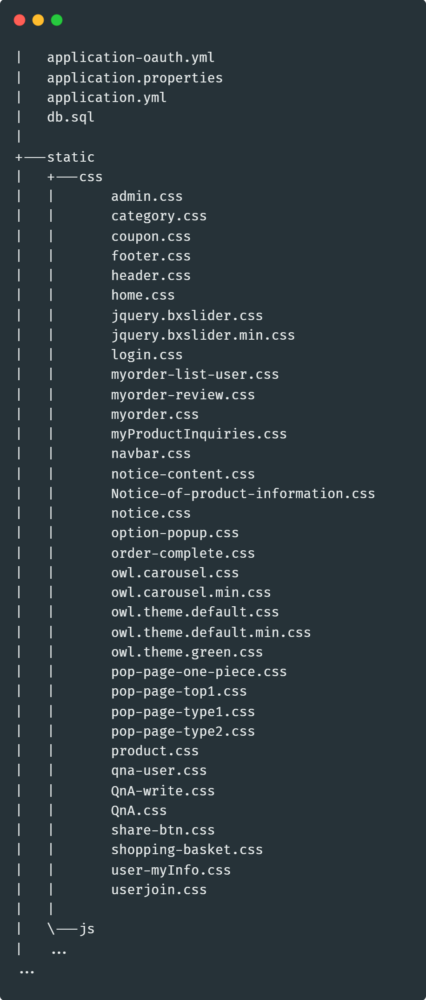 |   application-oauth.yml
|   application.properties
|   application.yml
|   db.sql
|
+---static
|   +---css
|   |       admin.css
|   |       category.css
|   |       coupon.css
|   |       footer.css
|   |       header.css
|   |       home.css
|   |       jquery.bxslider.css
|   |       jquery.bxslider.min.css
|   |       login.css
|   |       myorder-list-user.css
|   |       myorder-review.css
|   |       myorder.css
|   |       myProductInquiries.css
|   |       navbar.css
|   |       notice-content.css
|   |       Notice-of-product-information.css
|   |       notice.css
|   |       option-popup.css
|   |       order-complete.css
|   |       owl.carousel.css
|   |       owl.carousel.min.css
|   |       owl.theme.default.css
|   |       owl.theme.default.min.css
|   |       owl.theme.green.css
|   |       pop-page-one-piece.css
|   |       pop-page-top1.css
|   |       pop-page-type1.css
|   |       pop-page-type2.css
|   |       product.css
|   |       qna-user.css
|   |       QnA-write.css
|   |       QnA.css
|   |       share-btn.css
|   |       shopping-basket.css
|   |       user-myInfo.css
|   |       userjoin.css
|   |
|   \---js
|    ...
...